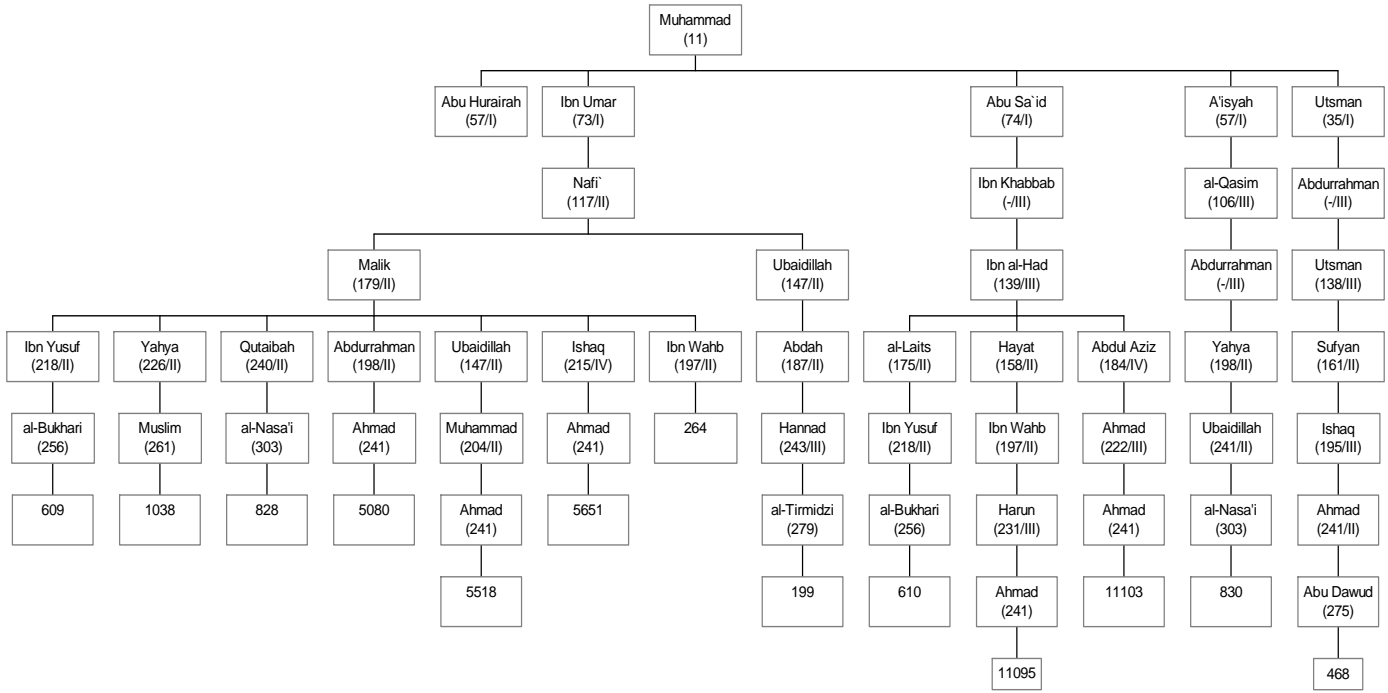 Muhammad
(11)
Abu Hurairah
(57/I)
Ibn Umar
(73/I)
Abu Sa`id
(74/I)
A'isyah
(57/I)
Utsman
(35/I)
Nafi`
(117/II)
Ibn Khabbab
(-/III)
al-Qasim
(106/III)
Abdurrahman
(-/III)
Malik
(179/II)
Ubaidillah
(147/II)
Ibn al-Had
(139/III)
Abdurrahman
(-/III)
Utsman
(138/III)
Ibn Yusuf
(218/II)
Yahya
(226/II)
Qutaibah
(240/II)
Abdurrahman
(198/II)
Ubaidillah
(147/II)
Ishaq
(215/IV)
Ibn Wahb
(197/II)
Abdah
(187/II)
al-Laits
(175/II)
Hayat
(158/II)
Abdul Aziz
(184/IV)
Yahya
(198/II)
Sufyan
(161/II)
al-Bukhari
(256)
Muslim
(261)
al-Nasa'i
(303)
Ahmad
(241)
Muhammad
(204/II)
Ahmad
(241)
264
Hannad
(243/III)
Ibn Yusuf
(218/II)
Ibn Wahb
(197/II)
Ahmad
(222/III)
Ubaidillah
(241/II)
Ishaq
(195/III)
609
1038
828
5080
Ahmad
(241)
5651
al-Tirmidzi
(279)
al-Bukhari
(256)
Harun
(231/III)
Ahmad
(241)
al-Nasa'i
(303)
Ahmad
(241/II)
5518
199
610
Ahmad
(241)
11103
830
Abu Dawud
(275)
11095
468